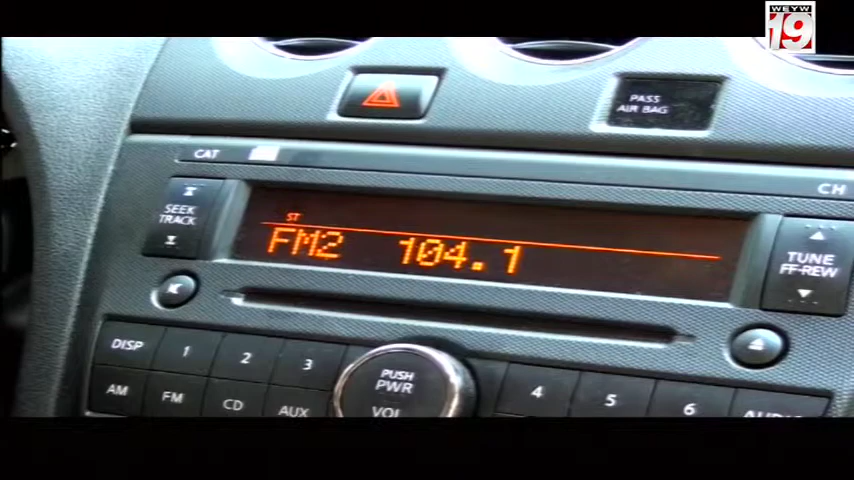 WEYW
19
PASS
AIR BAG
CAT
CH
SEEK
TRACK
ST
FM2 104.1
TUNE
FF·REW
DISP
1
2
3
PUSH
PWR
VOL
4
5
6
AM
FM
CD
AUX
AUDIO